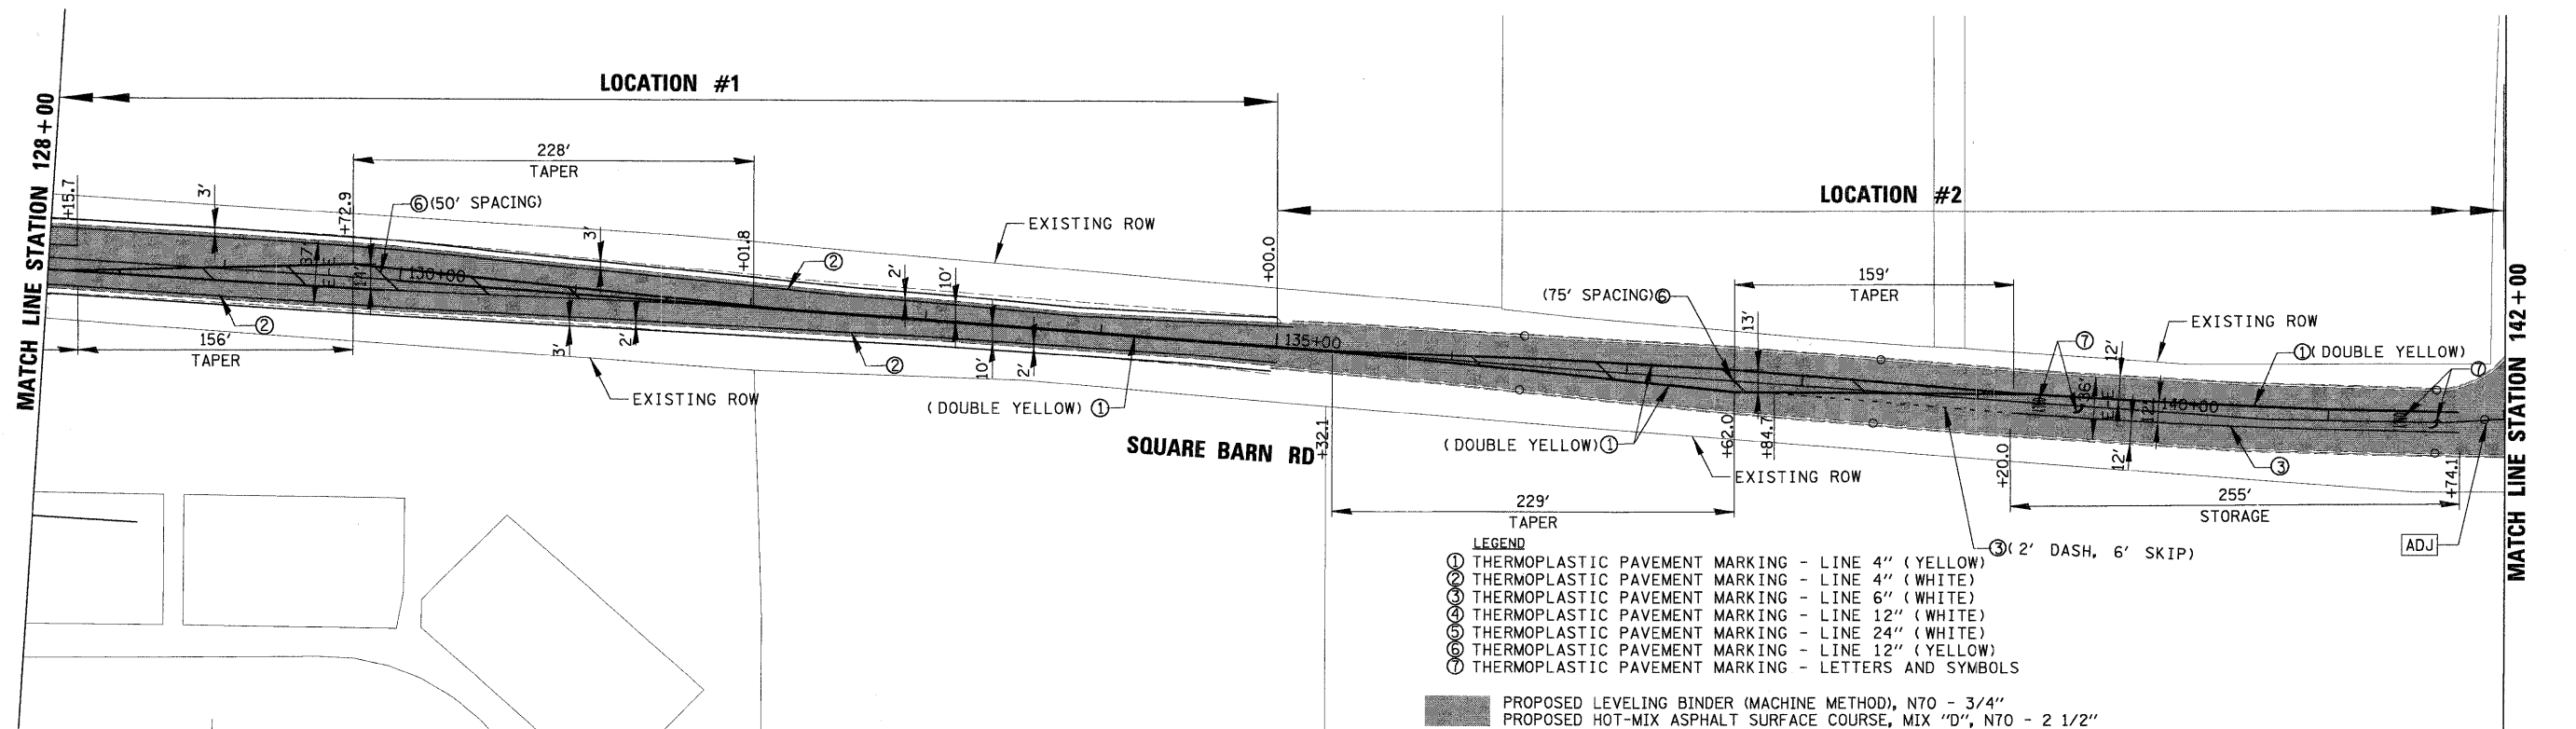 MATCH LINE STATION 128+00
LOCATION #1
+15.7
3'
+72.9
228'
TAPER
⑥(50' SPACING)
37'
E-E
14'
130+00
3'
+01.8
②
2'
10'
EXISTING ROW
+00.0
②
156'
TAPER
3'
2'
EXISTING ROW
②
10'
2'
(DOUBLE YELLOW) ①
SQUARE BARN RD
LOCATION #2
135+00
+32.1
(75' SPACING)⑥
159'
TAPER
13'
(DOUBLE YELLOW)①
+62.0
+84.7
EXISTING ROW
229'
TAPER
⑦
12'
EXISTING ROW
①(DOUBLE YELLOW)
⑦
36'
E-E
12'
140+00
12'
+20.0
③
255'
STORAGE
+74.1
③(2' DASH, 6' SKIP)
ADJ
MATCH LINE STATION 142+00
LEGEND
① THERMOPLASTIC PAVEMENT MARKING - LINE 4" (YELLOW)
② THERMOPLASTIC PAVEMENT MARKING - LINE 4" (WHITE)
③ THERMOPLASTIC PAVEMENT MARKING - LINE 6" (WHITE)
④ THERMOPLASTIC PAVEMENT MARKING - LINE 12" (WHITE)
⑤ THERMOPLASTIC PAVEMENT MARKING - LINE 24" (WHITE)
⑥ THERMOPLASTIC PAVEMENT MARKING - LINE 12" (YELLOW)
⑦ THERMOPLASTIC PAVEMENT MARKING - LETTERS AND SYMBOLS
PROPOSED LEVELING BINDER (MACHINE METHOD), N70 - 3/4"
PROPOSED HOT-MIX ASPHALT SURFACE COURSE, MIX "D", N70 - 2 1/2"